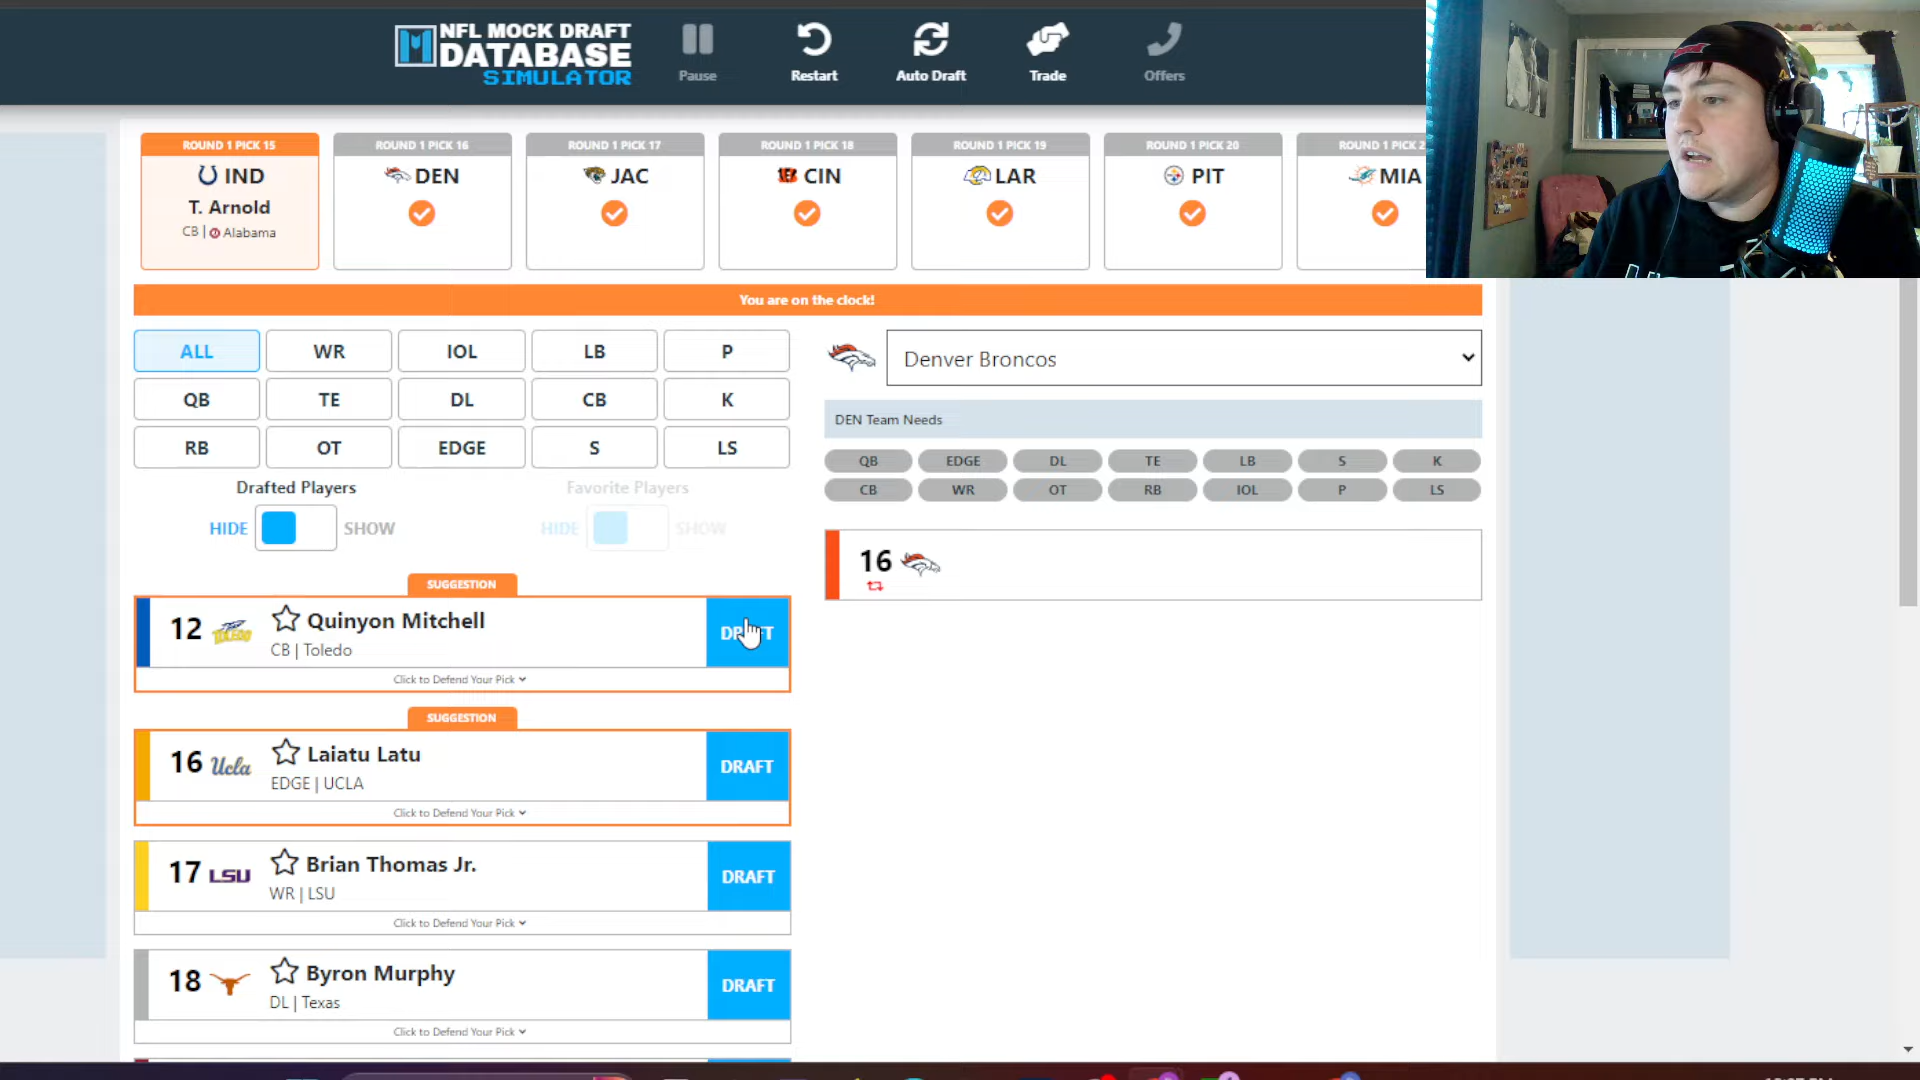 NFL MOCK DRAFT
DATABASE
SIMULATOR
Pause
Restart
Auto Draft
Trade
Offers
ROUND 1 PICK 15
IND
T. Arnold
CB | Alabama
ROUND 1 PICK 16
DEN
ROUND 1 PICK 17
JAC
ROUND 1 PICK 18
CIN
ROUND 1 PICK 19
LAR
ROUND 1 PICK 20
PIT
ROUND 1 PICK 2
MIA
You are on the clock!
ALL
WR
IOL
LB
P
QB
TE
DL
CB
K
RB
OT
EDGE
S
LS
Drafted Players
HIDE
SHOW
Favorite Players
HIDE
SHOW
Denver Broncos
DEN Team Needs
QB
EDGE
DL
TE
LB
S
K
CB
WR
OT
RB
IOL
P
LS
16
SUGGESTION
12
TOLEDO
Quinyon Mitchell
CB | Toledo
DRAFT
Click to Defend Your Pick
SUGGESTION
16
Ucla
Laiatu Latu
EDGE | UCLA
DRAFT
Click to Defend Your Pick
17
LSU
Brian Thomas Jr.
WR | LSU
DRAFT
Click to Defend Your Pick
18
Byron Murphy
DL | Texas
DRAFT
Click to Defend Your Pick